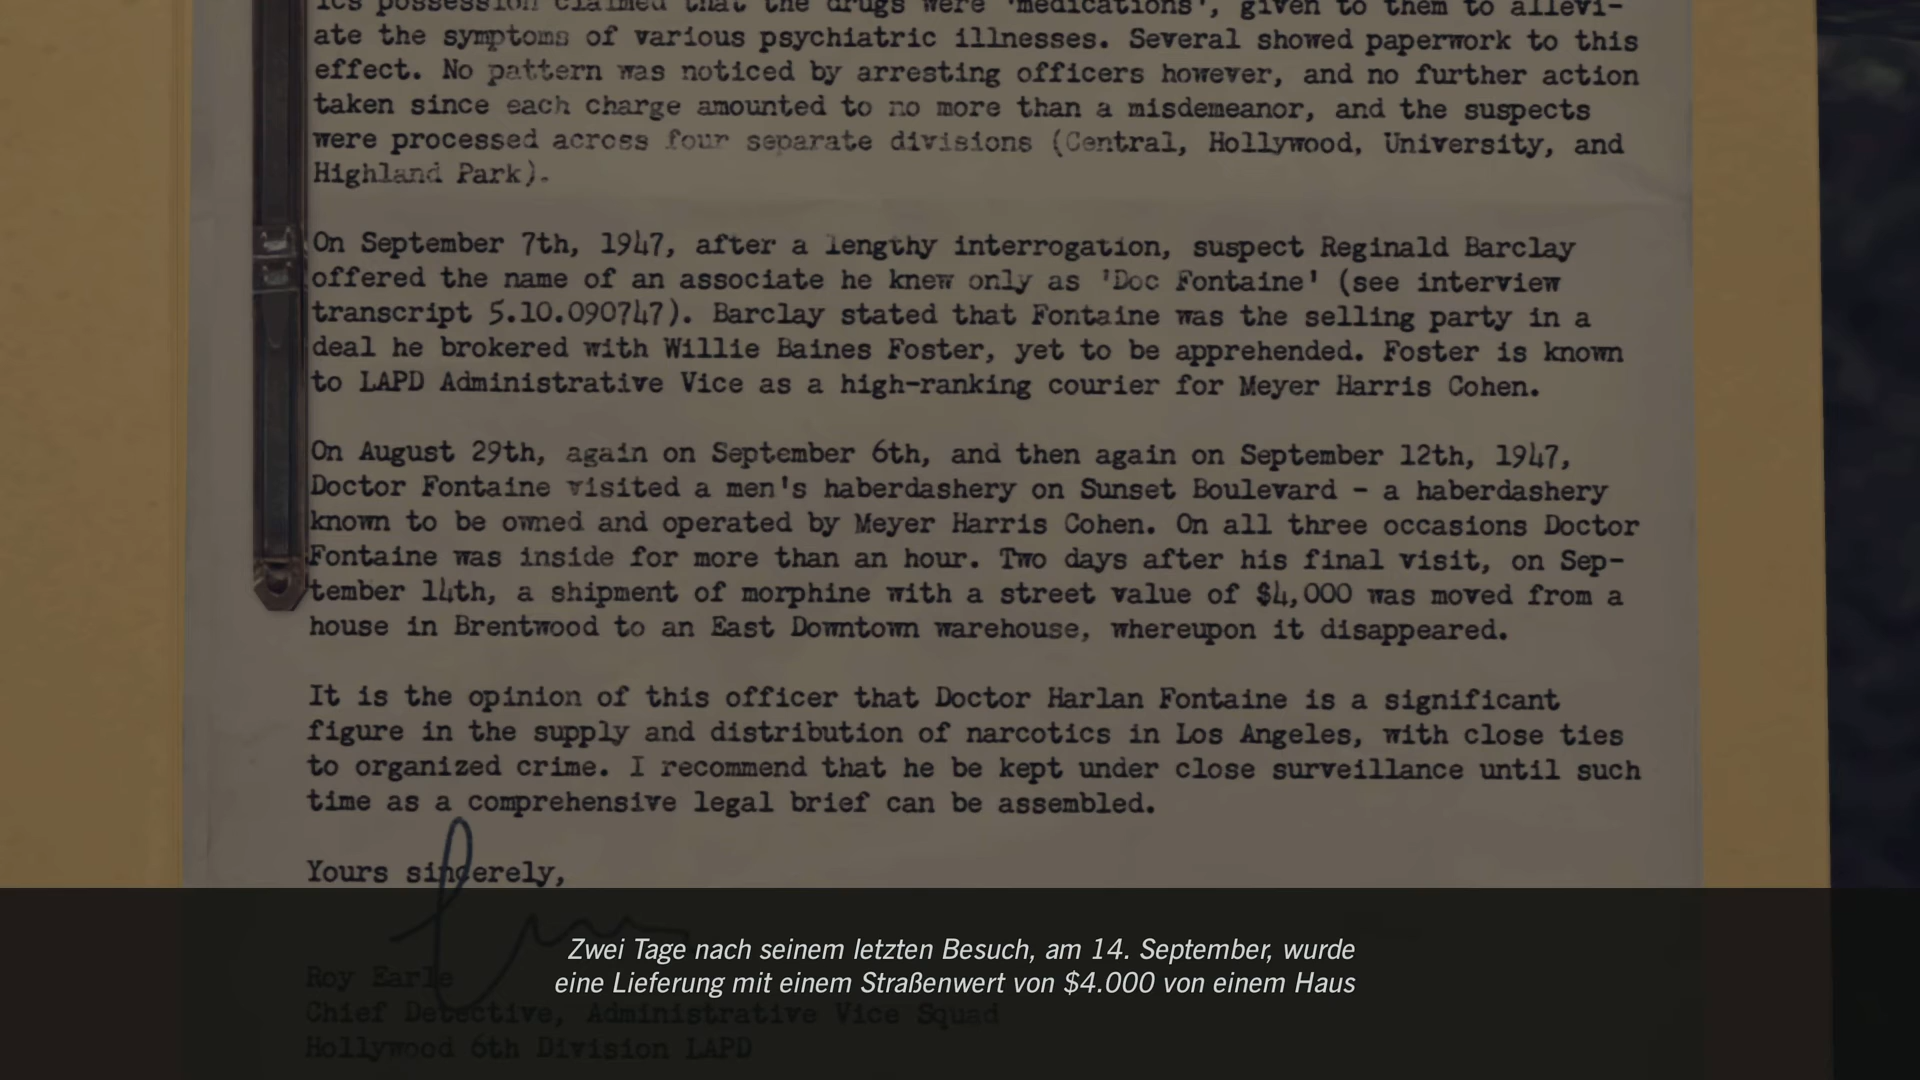 ics possession claimed that the drugs were 'medications', given to them to allevi-
ate the symptoms of various psychiatric illnesses. Several showed paperwork to this
effect. No pattern was noticed by arresting officers however, and no further action
taken since each charge amounted to no more than a misdemeanor, and the suspects
were processed across four separate divisions (Central, Hollywood, University, and
Highland Park).
On September 7th, 1947, after a lengthy interrogation, suspect Reginald Barclay
offered the name of an associate he knew only as 'Doc Fontaine' (see interview
transcript 5.10.090747). Barclay stated that Fontaine was the selling party in a
deal he brokered with Willie Baines Foster, yet to be apprehended. Foster is known
to LAPD Administrative Vice as a high-ranking courier for Meyer Harris Cohen.
On August 29th, again on September 6th, and then again on September 12th, 1947,
Doctor Fontaine visited a men's haberdashery on Sunset Boulevard - a haberdashery
known to be owned and operated by Meyer Harris Cohen. On all three occasions Doctor
Fontaine was inside for more than an hour. Two days after his final visit, on Sep-
tember 14th, a shipment of morphine with a street value of $4,000 was moved from a
house in Brentwood to an East Downtown warehouse, whereupon it disappeared.
It is the opinion of this officer that Doctor Harlan Fontaine is a significant
figure in the supply and distribution of narcotics in Los Angeles, with close ties
to organized crime. I recommend that he be kept under close surveillance until such
time as a comprehensive legal brief can be assembled.
Yours sincerely,
Roy Earle
Chief Detective, Administrative Vice Squad
Hollywood 6th Division LAPD
Zwei Tage nach seinem letzten Besuch, am 14. September, wurde
eine Lieferung mit einem Straßenwert von $4.000 von einem Haus